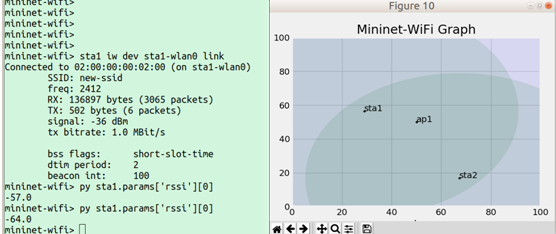 mininet-wifi>
mininet-wifi>
mininet-wifi>
mininet-wifi>
mininet-wifi>
mininet-wifi> sta1 iw dev sta1-wlan0 link
Connected to 02:00:00:00:02:00 (on sta1-wlan0)
SSID: new-ssid
freq: 2412
RX: 136897 bytes (3065 packets)
TX: 502 bytes (6 packets)
signal: -36 dBm
tx bitrate: 1.0 MBit/s
bss flags: short-slot-time
dtim period: 2
beacon int: 100
mininet-wifi> py sta1.params['rssi'][0]
-57.0
mininet-wifi> py sta1.params['rssi'][0]
-64.0
mininet-wifi>
Figure 10
Mininet-WiFi Graph
100
80
60
40
20
0
sta1
ap1
sta2
0 20 40 60 80 100